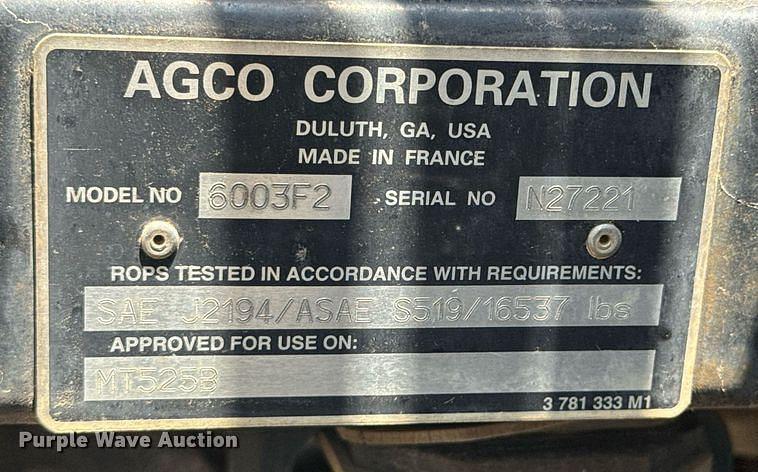 AGCO CORPORATION
DULUTH, GA, USA
MADE IN FRANCE
MODEL NO 6003F2 SERIAL NO N27221
ROPS TESTED IN ACCORDANCE WITH REQUIREMENTS:
SAE J2194/ASAE S519/16537 lbs
APPROVED FOR USE ON:
MT525B
3 781 333 M1
Purple Wave Auction